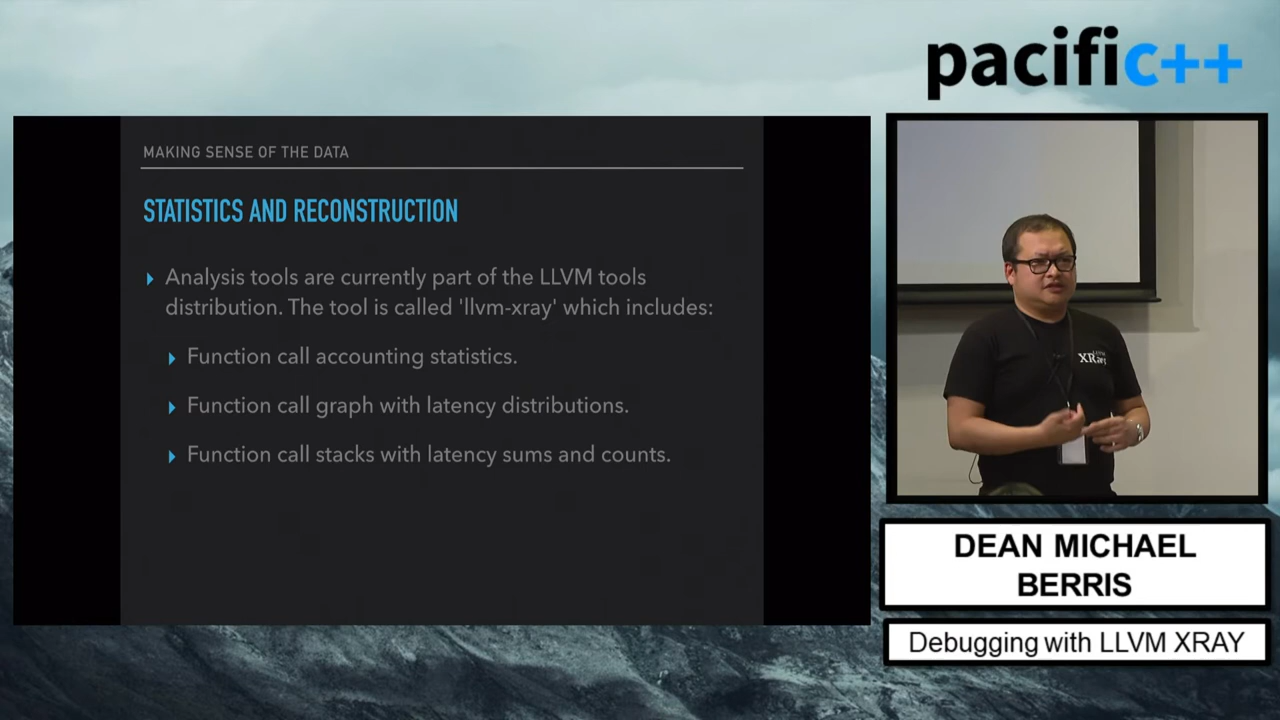 pacific++
MAKING SENSE OF THE DATA
STATISTICS AND RECONSTRUCTION
Analysis tools are currently part of the LLVM tools
distribution. The tool is called 'llvm-xray' which includes:
Function call accounting statistics.
Function call graph with latency distributions.
Function call stacks with latency sums and counts.
LLVM
XRay
DEAN MICHAEL
BERRIS
Debugging with LLVM XRAY